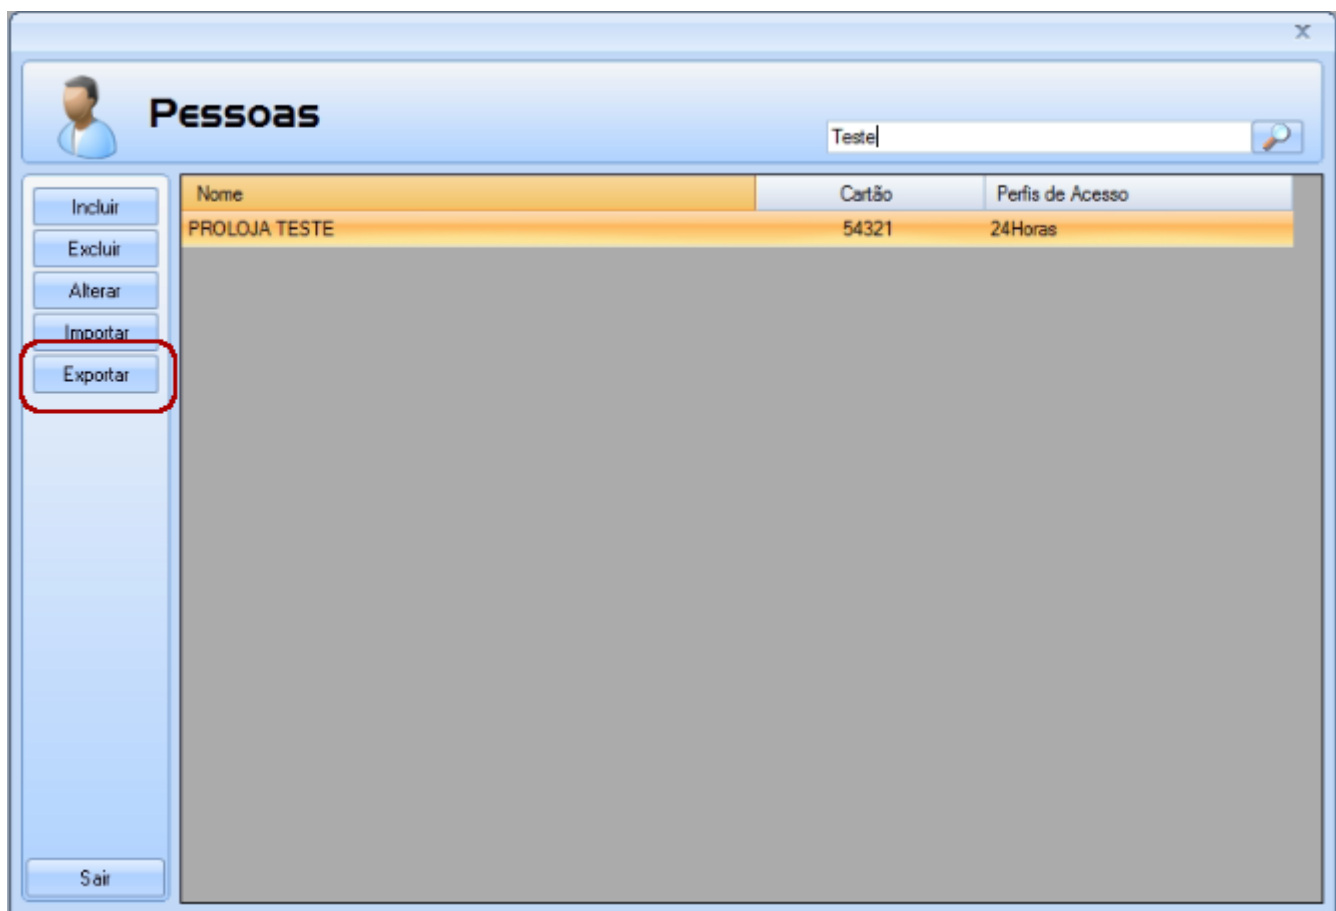 x
Pessoas
Teste
Incluir
Excluir
Alterar
Importar
Exportar
Sair
Nome Cartão Perfis de Acesso
PROLOJA TESTE 54321 24Horas